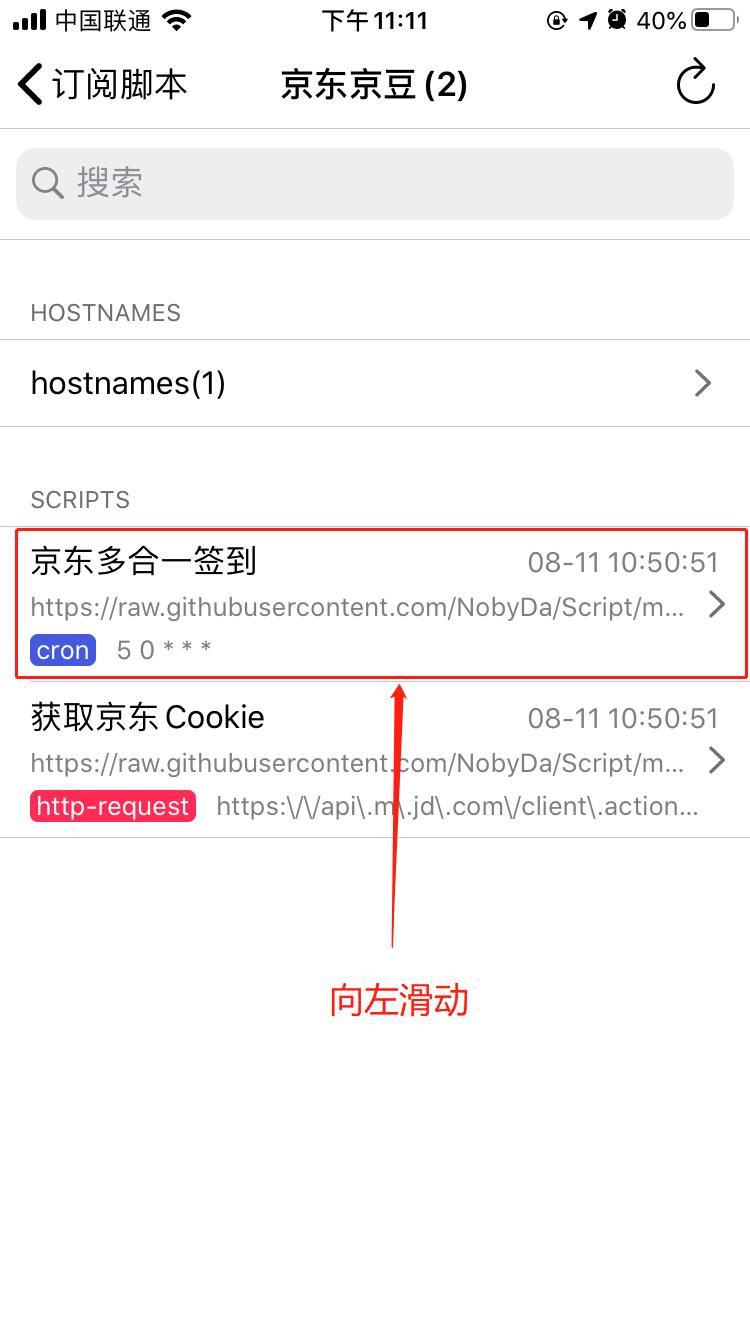 中国联通 下午11:11 40%
订阅脚本 京东京豆 (2)
搜索
HOSTNAMES
hostnames(1)
SCRIPTS
京东多合一签到 08-11 10:50:51
https://raw.githubusercontent.com/NobyDa/Script/m...
cron 5 0 * * *
获取京东 Cookie 08-11 10:50:51
https://raw.githubusercontent.com/NobyDa/Script/m...
http-request https:\/\/api\.m\.jd\.com\/client\.action...
向左滑动